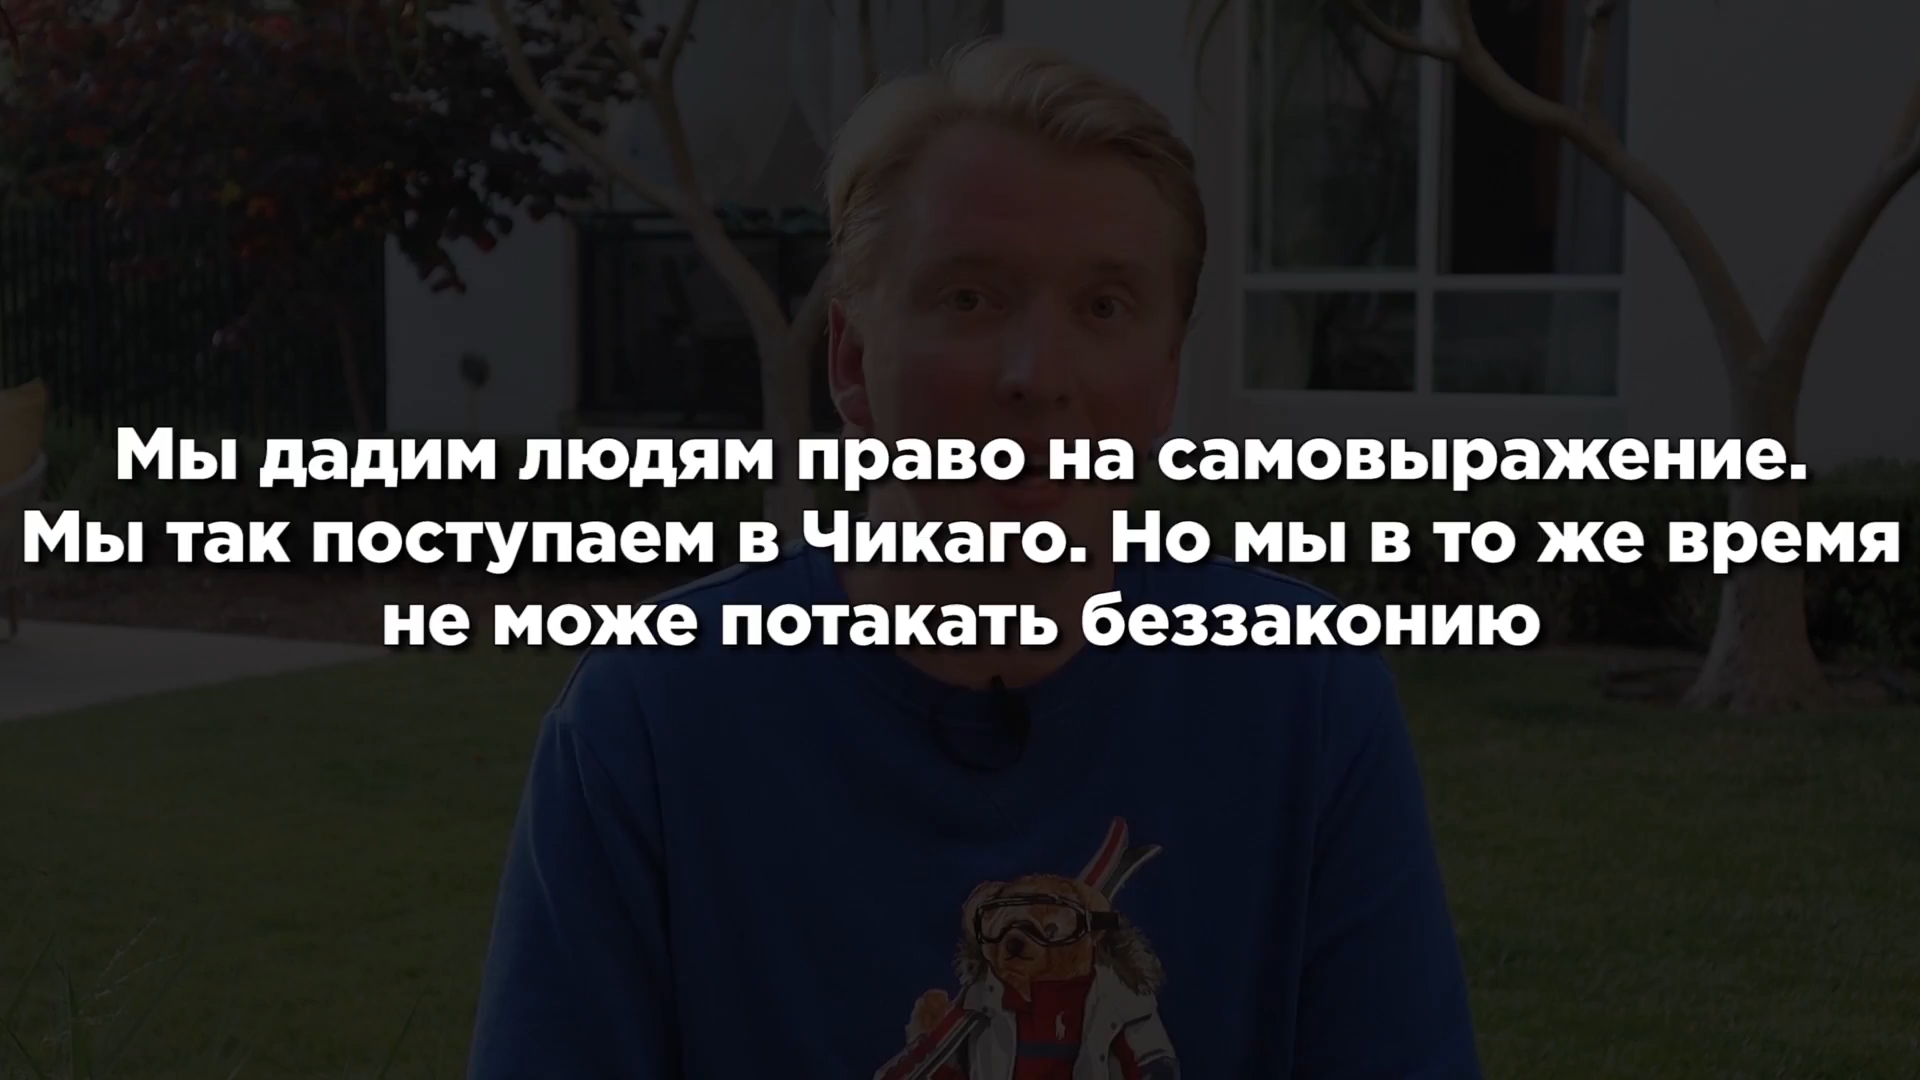 Мы дадим людям право на самовыражение.
Мы так поступаем в Чикаго. Но мы в то же время
не може потакать беззаконию